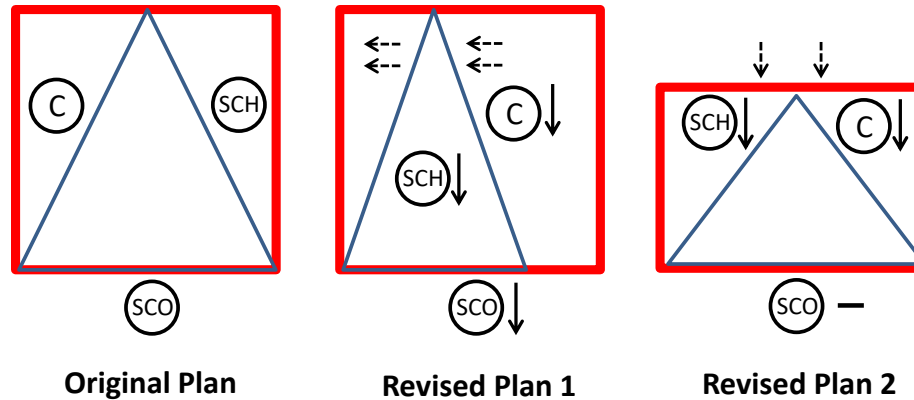 C
SCH
SCO
Original Plan
C
SCH
SCO
Revised Plan 1
SCH
C
SCO
Revised Plan 2